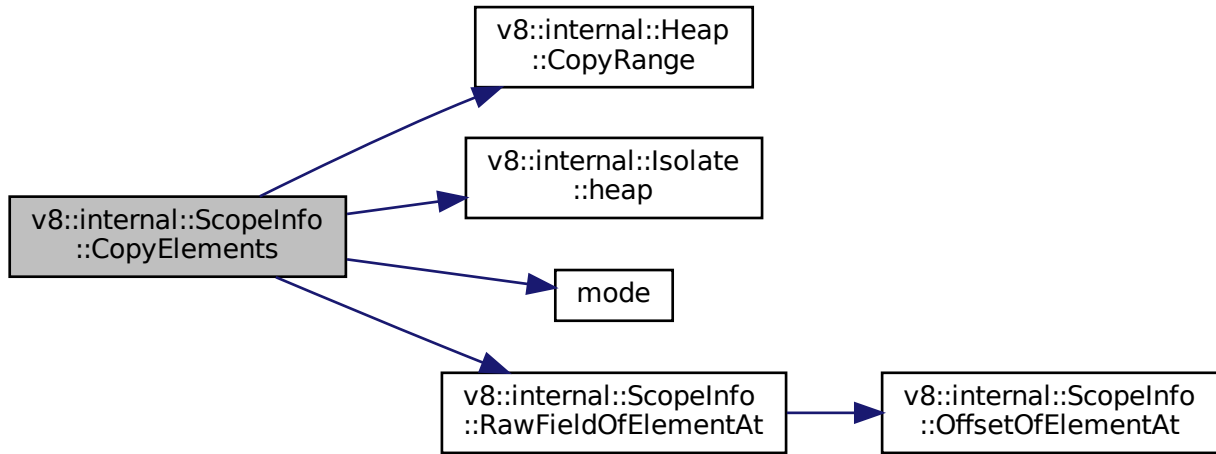 v8::internal::Heap
::CopyRange
v8::internal::Isolate
::heap
v8::internal::ScopeInfo
::CopyElements
mode
v8::internal::ScopeInfo
::RawFieldOfElementAt
v8::internal::ScopeInfo
::OffsetOfElementAt